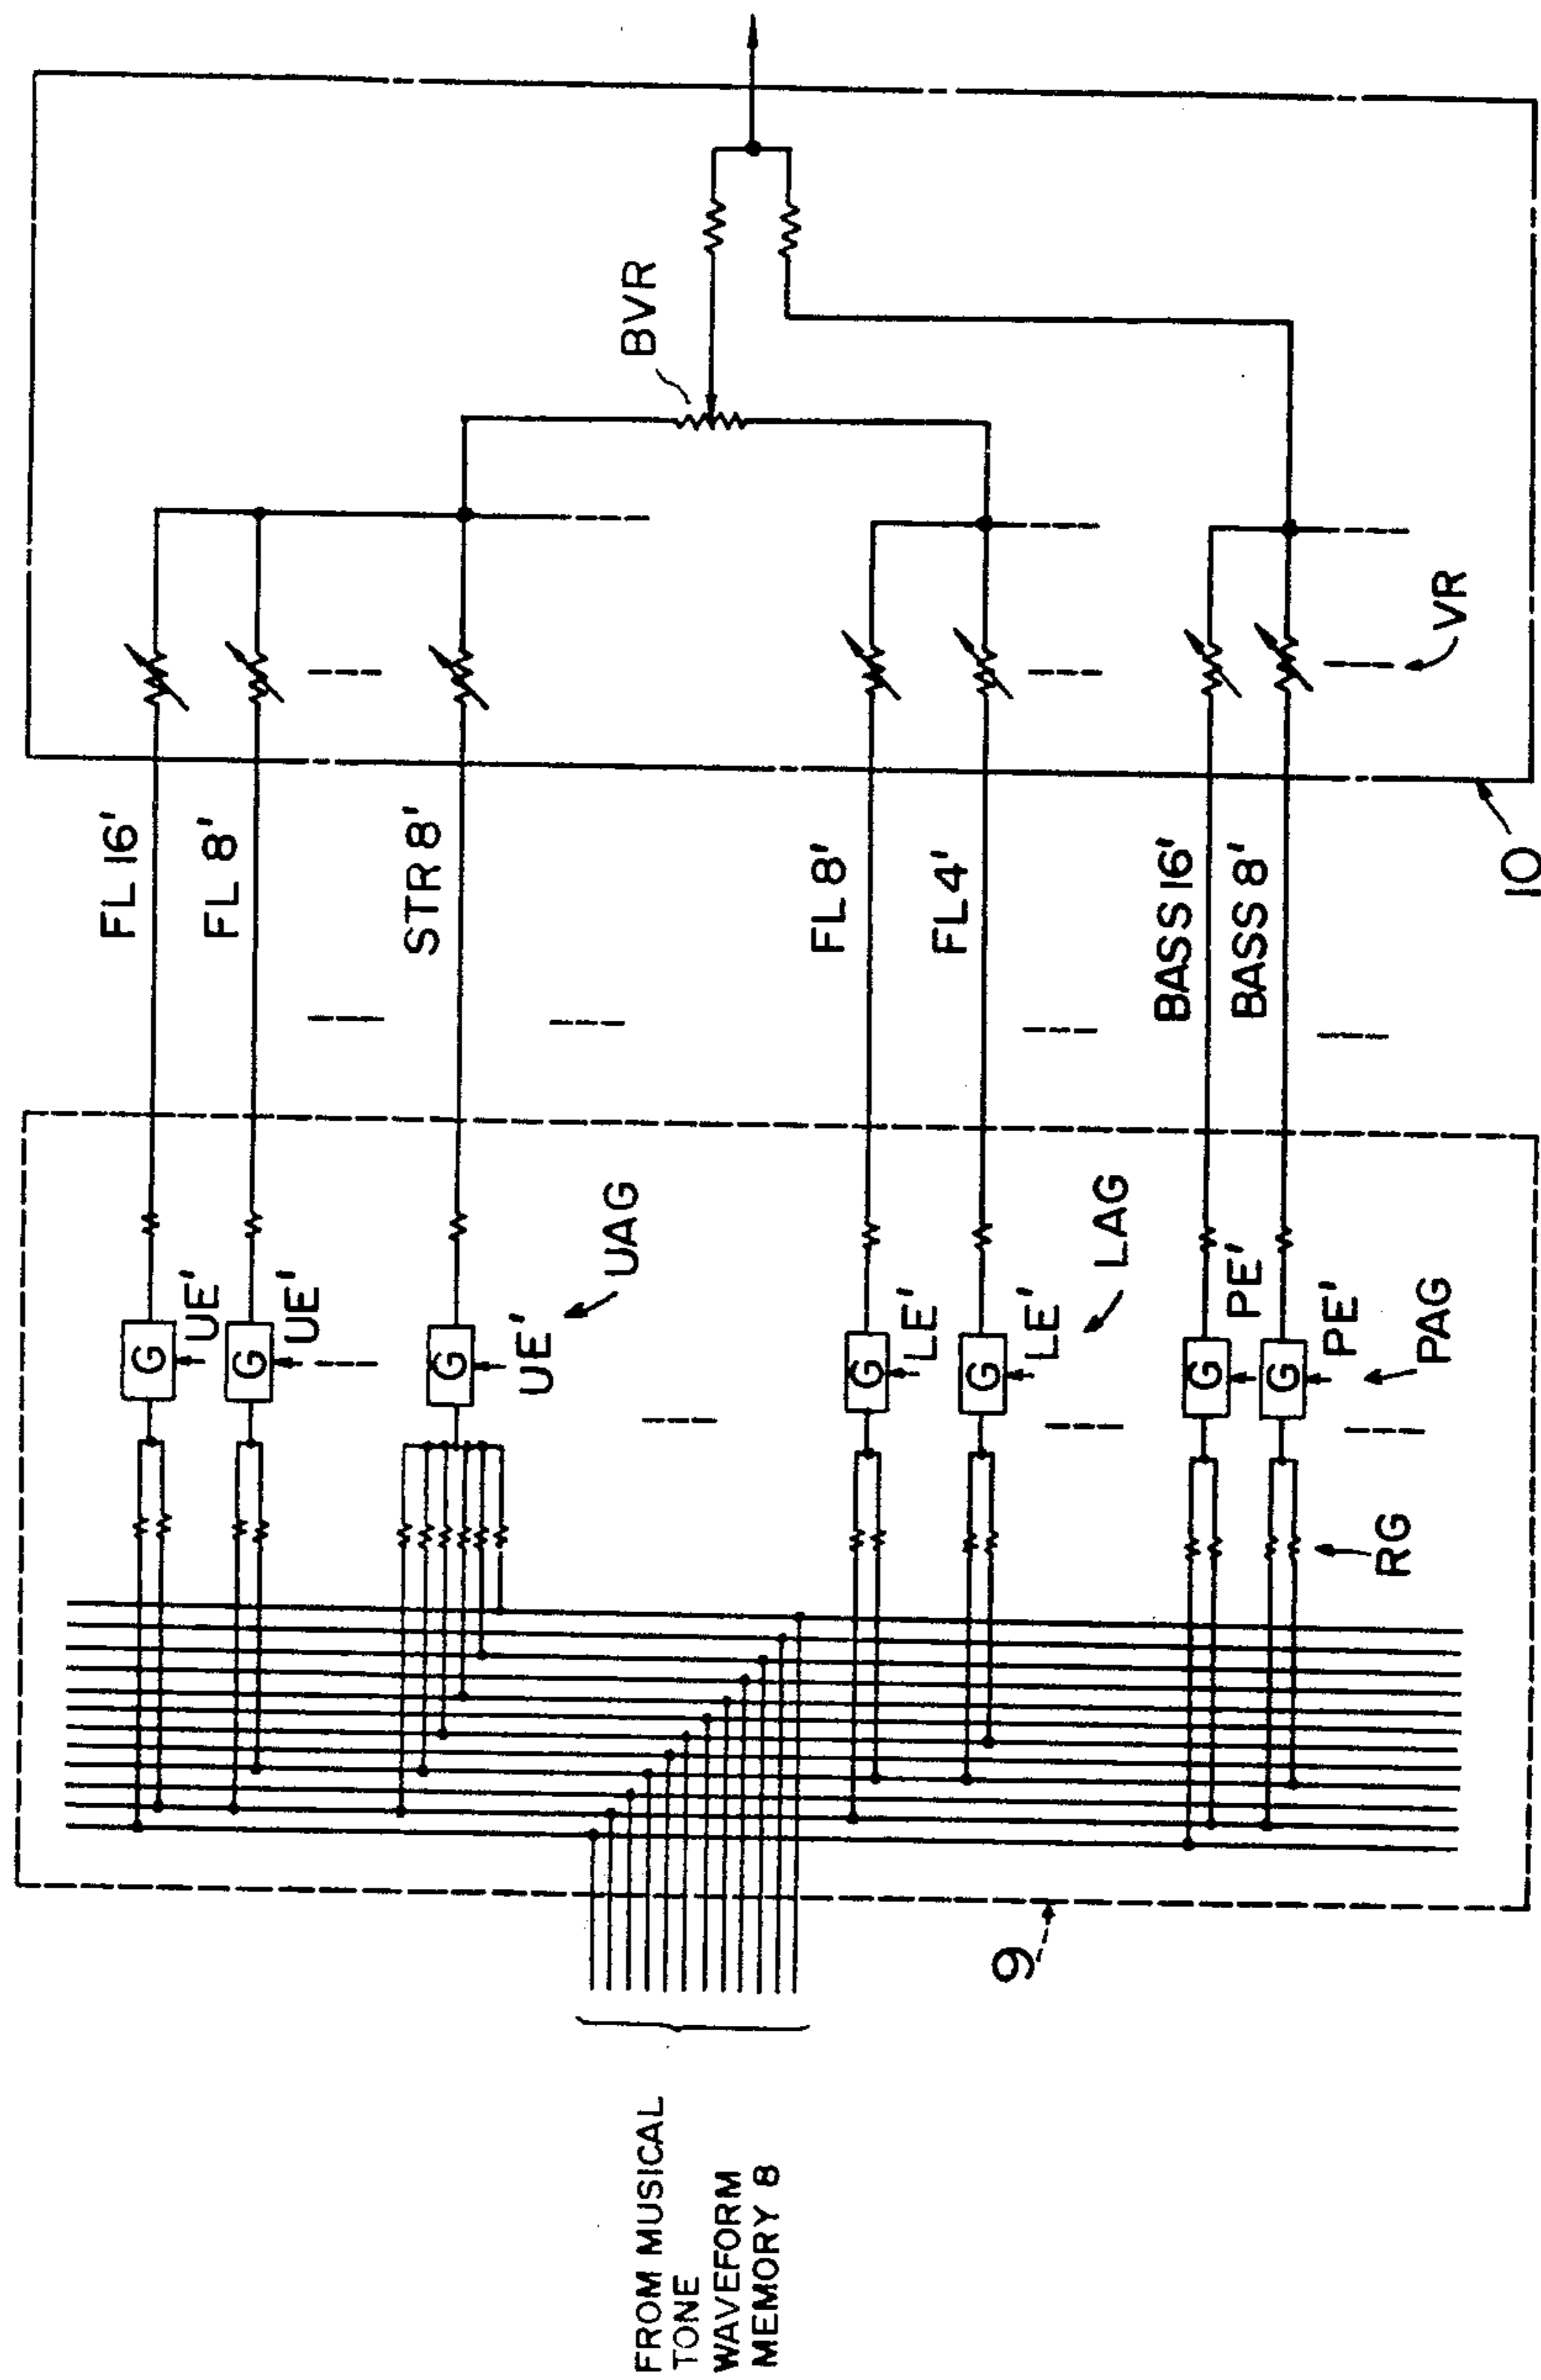 FROM MUSICAL
TONE
WAVEFORM
MEMORY 8
9
G
UE'
G
UE'
G
UE'
UAG
G
LE'
G
LE'
LAG
G
PE'
G
PE'
PAG
RG
FL 16'
FL 8'
STR 8'
FL 8'
FL 4'
BASS 16'
BASS 8'
10
VR
BVR